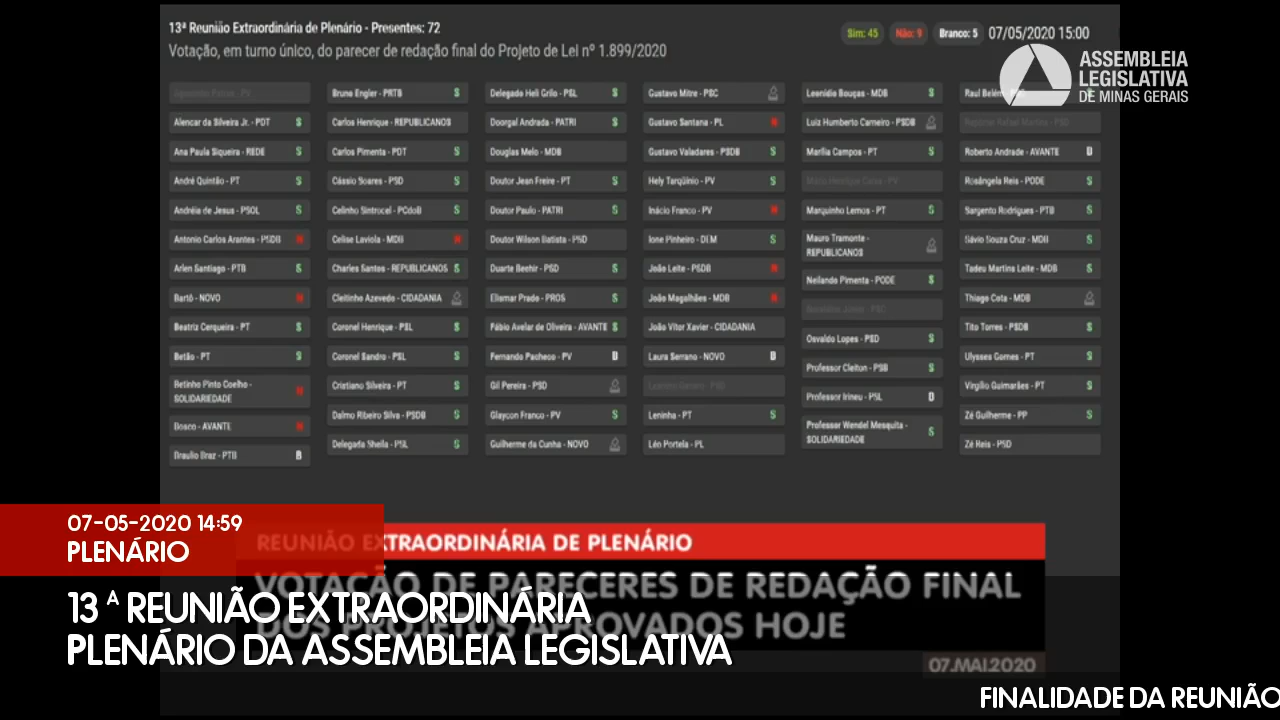 13ª Reunião Extraordinária de Plenário - Presentes: 72
Sim: 45 Não: 9 Branco: 5 07/05/2020 15:00
Votação, em turno único, do parecer de redação final do Projeto de Lei nº 1.899/2020
ASSEMBLEIA
LEGISLATIVA
DE MINAS GERAIS
Alencar da Silveira Jr. - PDT S
Ana Paula Siqueira - REDE S
André Quintão - PT S
Andréia de Jesus - PSOL S
Antonio Carlos Arantes - PSDB N
Arlen Santiago - PTB S
Bartô - NOVO N
Beatriz Cerqueira - PT S
Betão - PT S
Betinho Pinto Coelho -
SOLIDARIEDADE N
Bosco - AVANTE N
Braulio Braz - PTB B
Bruno Engler - PRTB S
Carlos Henrique - REPUBLICANOS
Carlos Pimenta - PDT S
Cássio Soares - PSD S
Celinho Sintrocel - PCdoB S
Celise Laviola - MDB N
Charles Santos - REPUBLICANOS S
Cleitinho Azevedo - CIDADANIA
Coronel Henrique - PSL S
Coronel Sandro - PSL S
Cristiano Silveira - PT S
Dalmo Ribeiro Silva - PSDB S
Delegada Sheila - PSL S
Delegado Heli Grilo - PSL S
Doorgal Andrada - PATRI S
Douglas Melo - MDB
Doutor Jean Freire - PT S
Doutor Paulo - PATRI S
Doutor Wilson Batista - PSD
Duarte Bechir - PSD S
Elismar Prado - PROS S
Fábio Avelar de Oliveira - AVANTE S
Fernando Pacheco - PV B
Gil Pereira - PSD
Glaycon Franco - PV S
Guilherme da Cunha - NOVO
Gustavo Mitre - PSC
Gustavo Santana - PL N
Gustavo Valadares - PSDB S
Hely Tarqüínio - PV S
Inácio Franco - PV N
Ione Pinheiro - DEM S
João Leite - PSDB N
João Magalhães - MDB N
João Vítor Xavier - CIDADANIA
Laura Serrano - NOVO B
Leninha - PT S
Léo Portela - PL
Leonídio Bouças - MDB S
Luiz Humberto Carneiro - PSDB
Marília Campos - PT S
Marquinho Lemos - PT S
Mauro Tramonte -
REPUBLICANOS
Neilando Pimenta - PODE S
Osvaldo Lopes - PSD S
Professor Cleiton - PSB S
Professor Irineu - PSL B
Professor Wendel Mesquita -
SOLIDARIEDADE S
Raul Belém
Roberto Andrade - AVANTE B
Rosângela Reis - PODE S
Sargento Rodrigues - PTB S
Sávio Souza Cruz - MDB S
Tadeu Martins Leite - MDB S
Thiago Cota - MDB
Tito Torres - PSDB S
Ulysses Gomes - PT S
Virgílio Guimarães - PT S
Zé Guilherme - PP S
Zé Reis - PSD
07-05-2020 14:59
PLENÁRIO
REUNIÃO EXTRAORDINÁRIA DE PLENÁRIO
VOTAÇÃO DE PARECERES DE REDAÇÃO FINAL
DOS PROJETOS APROVADOS HOJE
13 ª REUNIÃO EXTRAORDINÁRIA
PLENÁRIO DA ASSEMBLEIA LEGISLATIVA
07.MAI.2020
FINALIDADE DA REUNIÃO